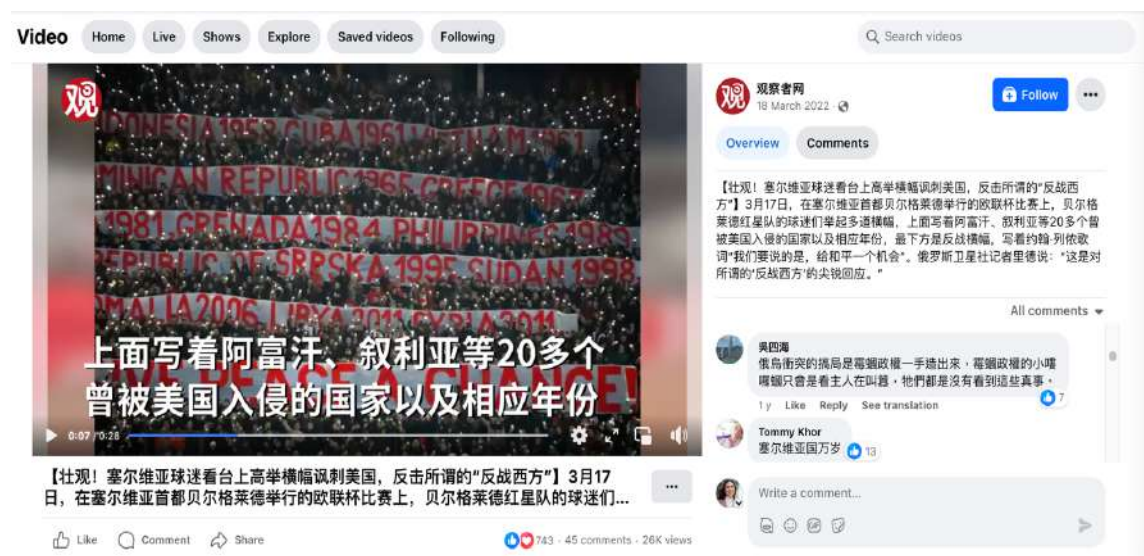 Video Home Live Shows Explore Saved videos Following Search videos
观
INDONESIA 1958 CUBA 1961 VIETNAM 1961
MINICAN REPUBLIC 1965 GREECE 1967
1981 GRENADA 1984 PHILIPPINES 1989
REPUBLIC OF SRPSKA 1995 SUDAN 1998
MALIA 2006 LIBYA 2011 SYRIA 2011
GIVE PEASE A CHANCE!
上面写着阿富汗、叙利亚等20多个
曾被美国入侵的国家以及相应年份
0:07 / 0:28
【壮观！塞尔维亚球迷看台上高举横幅讽刺美国，反击所谓的“反战西方”】3月17
日，在塞尔维亚首都贝尔格莱德举行的欧联杯比赛上，贝尔格莱德红星队的球迷们...
Like Comment Share
743 · 45 comments · 26K views
观
观察者网
18 March 2022
Follow
Overview Comments
【壮观！塞尔维亚球迷看台上高举横幅讽刺美国，反击所谓的“反战西
方”】3月17日，在塞尔维亚首都贝尔格莱德举行的欧联杯比赛上，贝尔格
莱德红星队的球迷们举起多道横幅，上面写着阿富汗、叙利亚等20多个曾
被美国入侵的国家以及相应年份，最下方是反战横幅，写着约翰·列侬歌
词“我们要说的是，给和平一个机会”。俄罗斯卫星社记者里德说：“这是对
所谓的“反战西方”的尖锐回应。”
All comments
吳四海
俄烏衝突的搞局是霉蟈政權一手造出來，霉蟈政權的小嘍
囉蟈只會是看主人在叫囂，牠們都是沒有看到這些真事。
7
1 y Like Reply See translation
Tommy Khor
塞尔维亚国万岁
13
Write a comment...
GIF